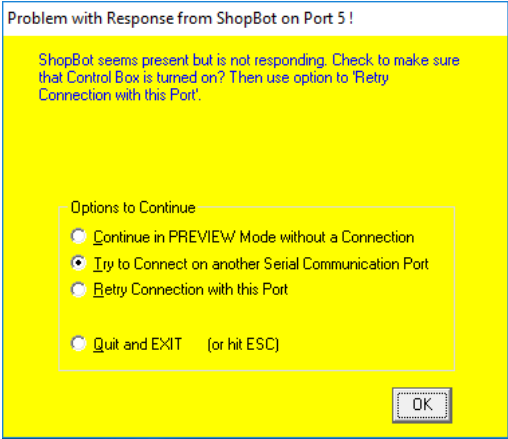 Problem with Response from ShopBot on Port 5 !
ShopBot seems present but is not responding. Check to make sure
that Control Box is turned on? Then use option to 'Retry
Connection with this Port'.
Options to Continue
Continue in PREVIEW Mode without a Connection
Try to Connect on another Serial Communication Port
Retry Connection with this Port
Quit and EXIT (or hit ESC)
OK